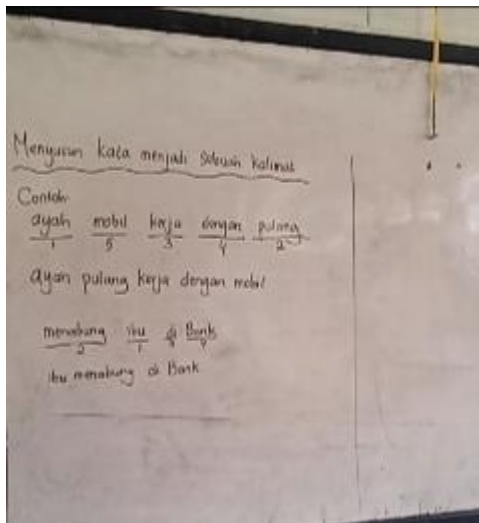 Menyusun kata menjadi sebuah kalimat
Contoh
ayah mobil kerja dengan pulang
1 5 3 4 2
ayah pulang kerja dengan mobil
menabung ibu di Bank
2 1 3 4
ibu menabung di Bank